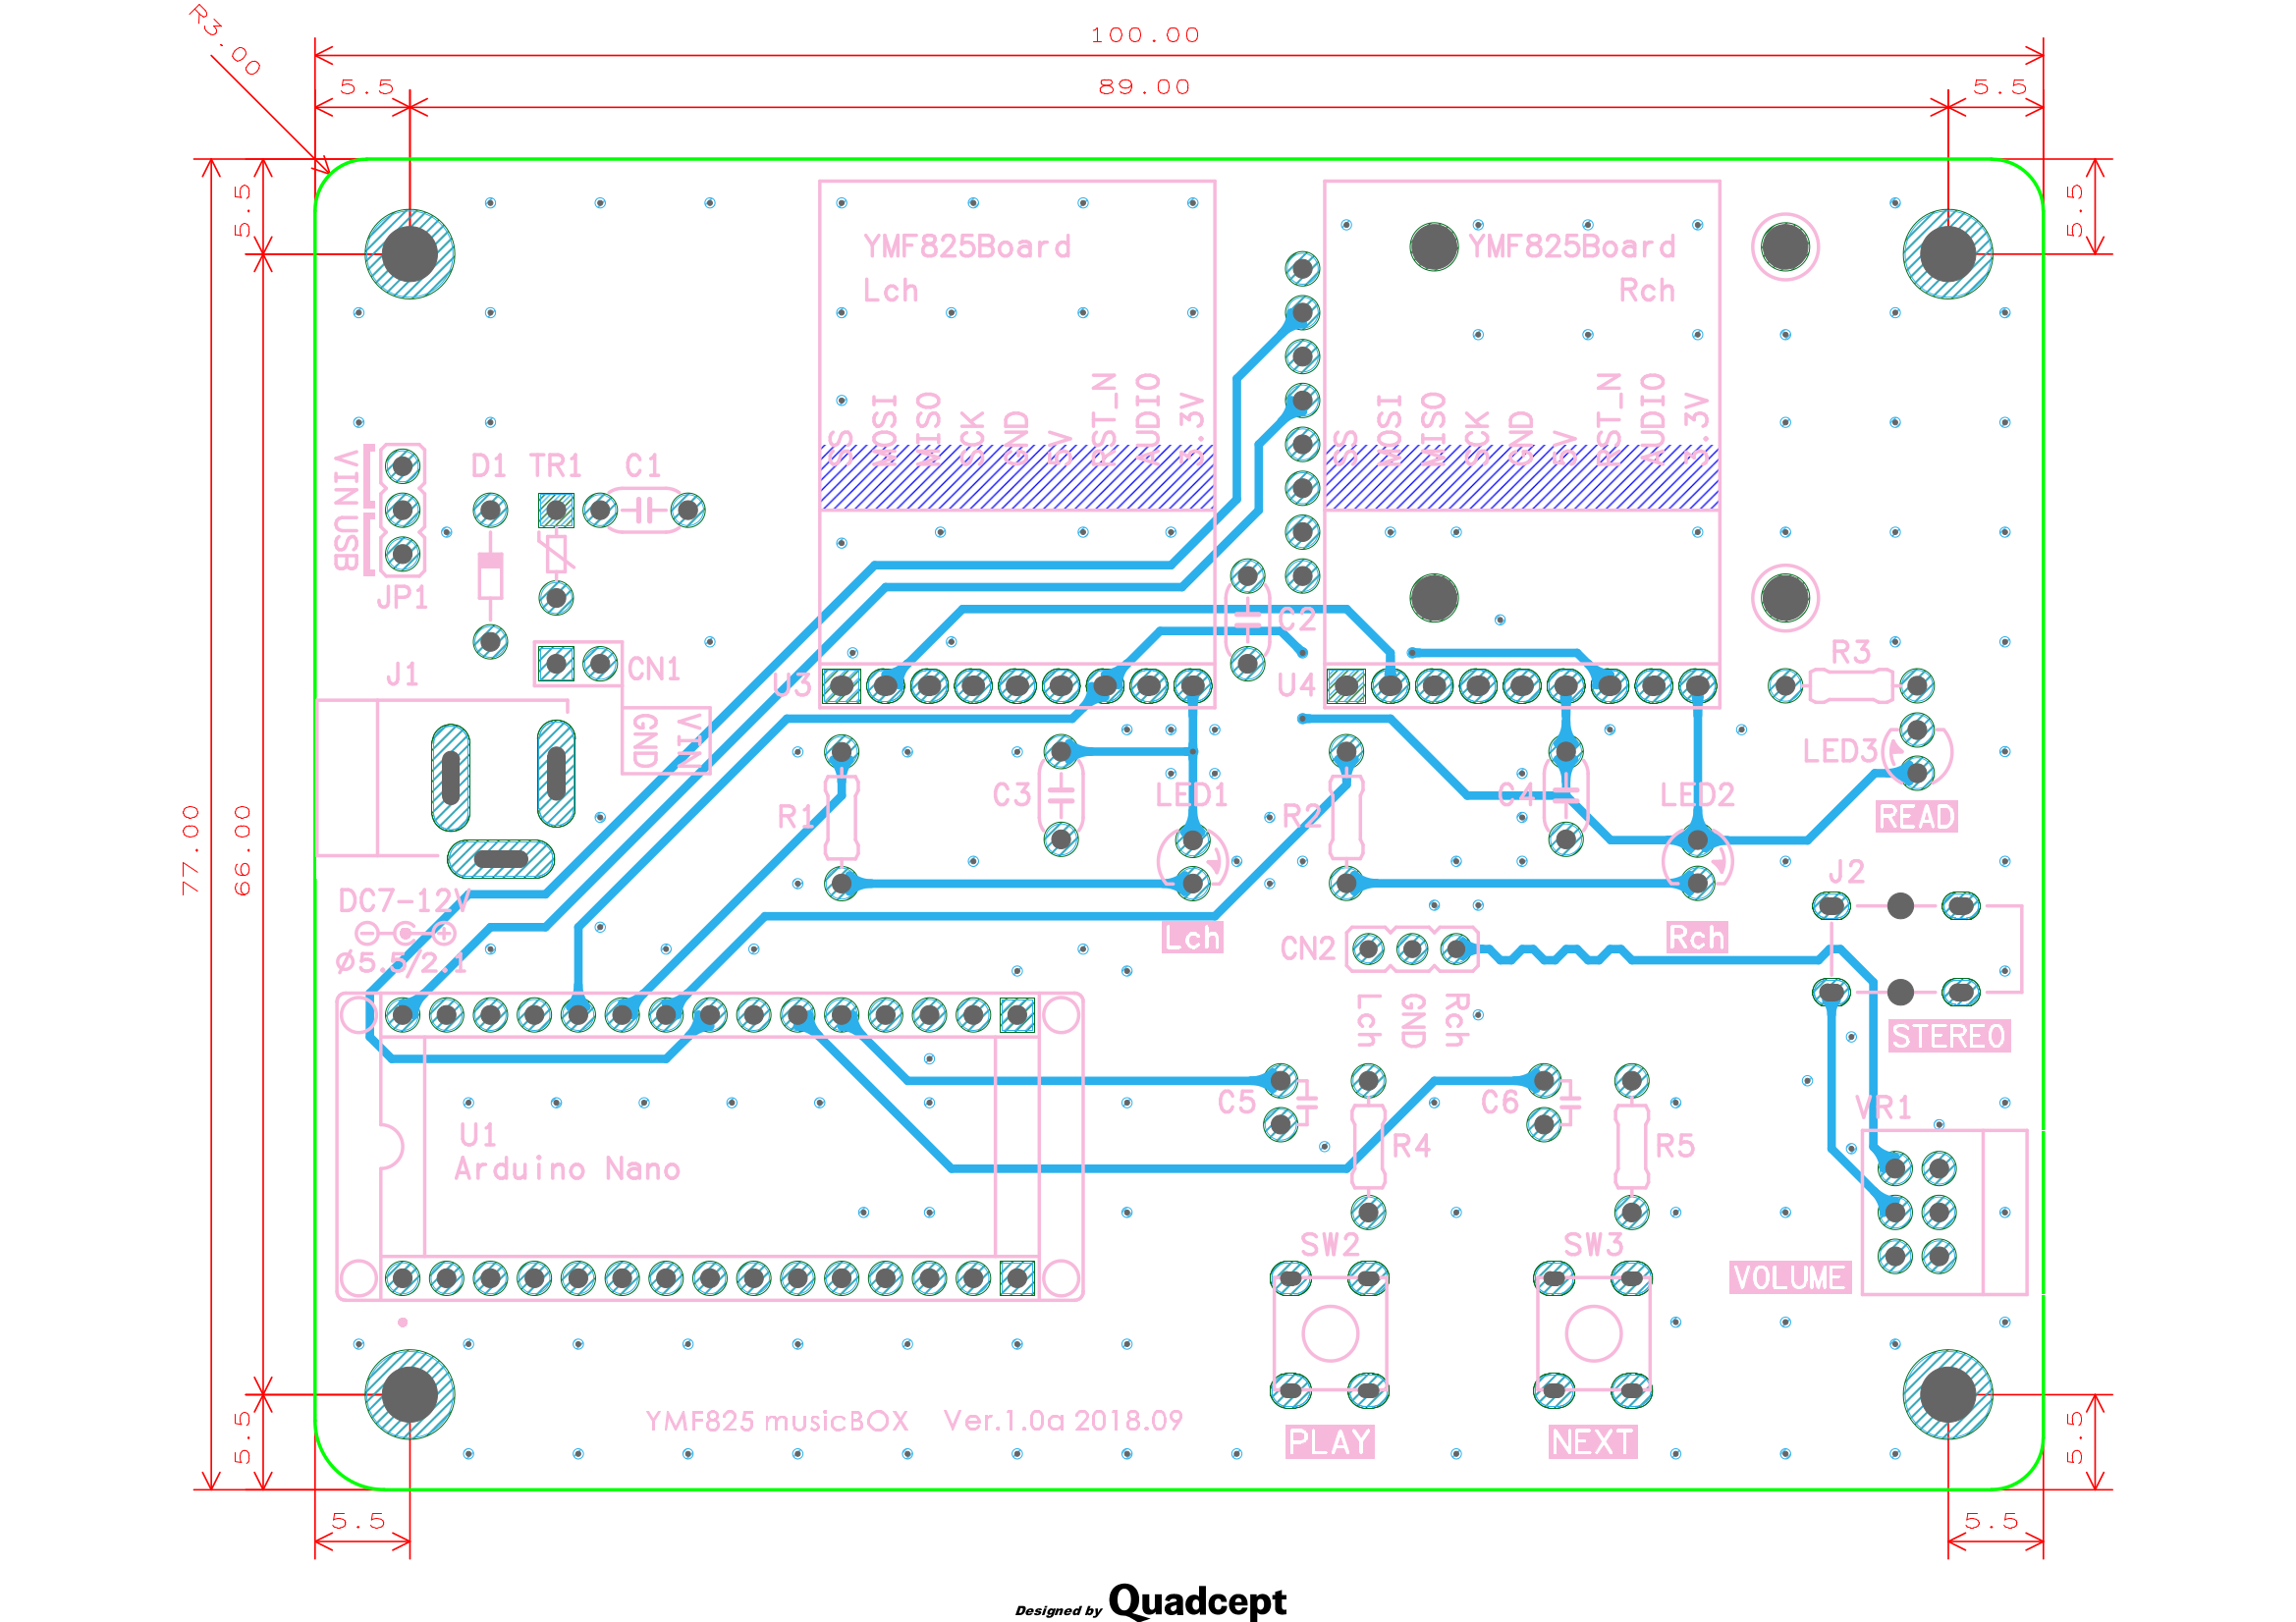 R3.00
100.00
5.5
89.00
5.5
5.5
5.5
77.00
66.00
YMF825Board
Lch
YMF825Board
Rch
SS
MOSI
MISO
SCK
GND
5V
RST_N
AUDIO
3.3V
SS
MOSI
MISO
SCK
GND
5V
RST_N
AUDIO
3.3V
VIN
USB
JP1
D1
TR1
C1
C2
J1
CN1
GND
VIN
U3
U4
R3
LED3
READ
R1
C3
LED1
R2
C4
LED2
DC7-12V
ø5.5/2.1
Lch
CN2
Rch
J2
Lch
GND
Rch
STEREO
C5
R4
C6
R5
VR1
U1
Arduino Nano
SW2
SW3
VOLUME
YMF825 musicBOX Ver.1.0a 2018.09
PLAY
NEXT
5.5
5.5
5.5
5.5
Designed by Quadcept